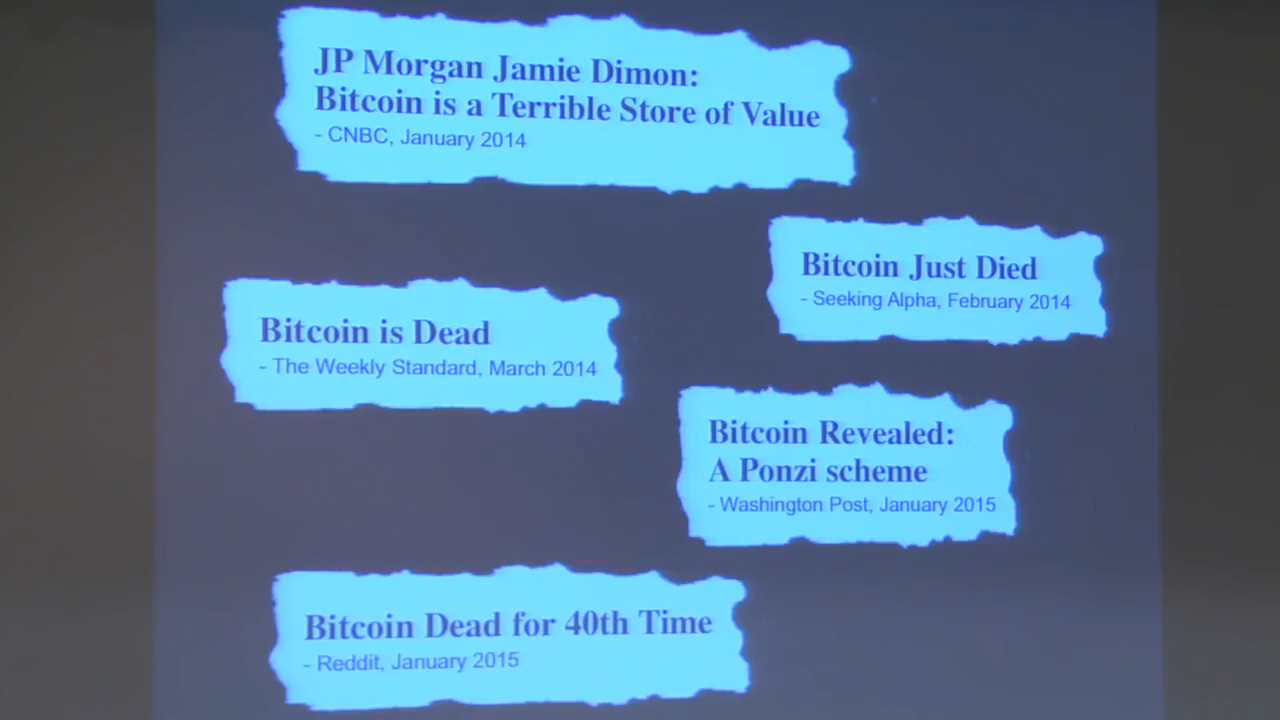 JP Morgan Jamie Dimon:
Bitcoin is a Terrible Store of Value
- CNBC, January 2014
Bitcoin Just Died
- Seeking Alpha, February 2014
Bitcoin is Dead
- The Weekly Standard, March 2014
Bitcoin Revealed:
A Ponzi scheme
- Washington Post, January 2015
Bitcoin Dead for 40th Time
- Reddit, January 2015